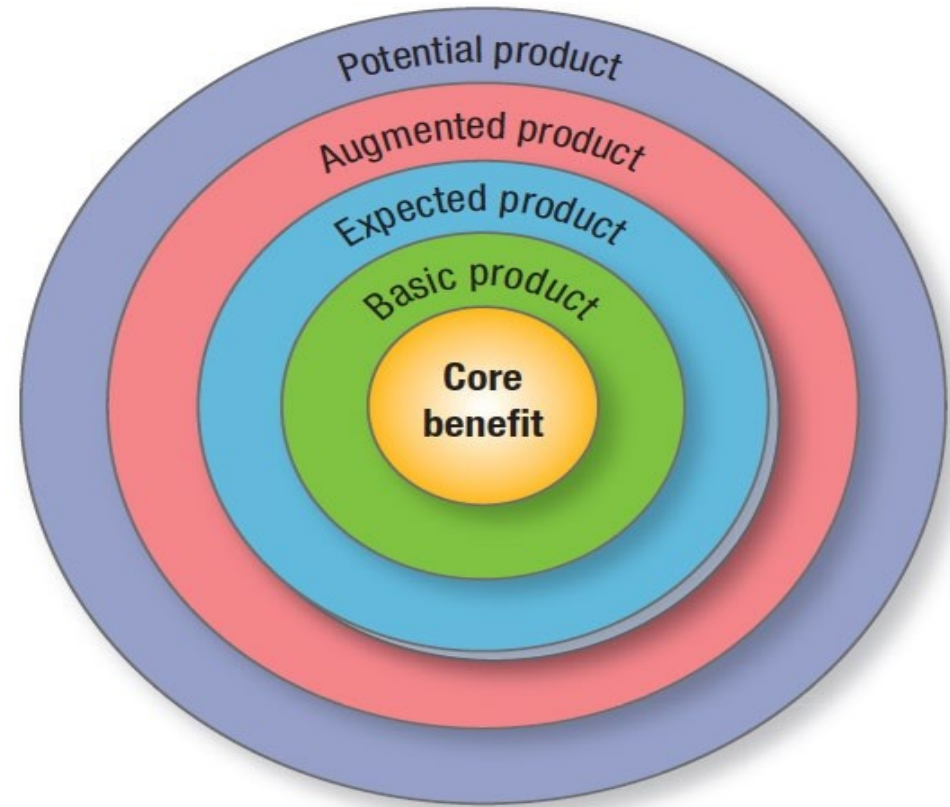 Potential product
Augmented product
Expected product
Basic product
Core
benefit